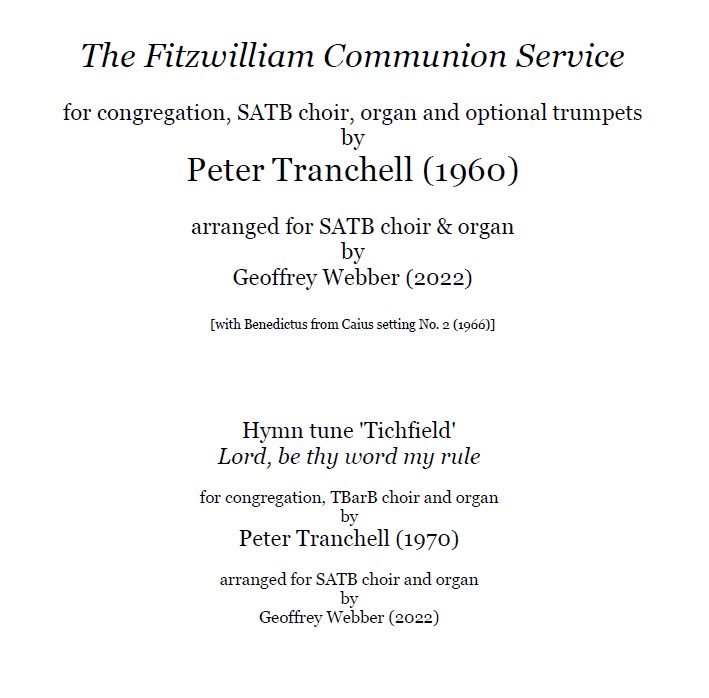 The Fitzwilliam Communion Service
for congregation, SATB choir, organ and optional trumpets
by
Peter Tranchell (1960)
arranged for SATB choir & organ
by
Geoffrey Webber (2022)
[with Benedictus from Caius setting No. 2 (1966)]
Hymn tune 'Tichfield'
Lord, be thy word my rule
for congregation, TBarB choir and organ
by
Peter Tranchell (1970)
arranged for SATB choir and organ
by
Geoffrey Webber (2022)